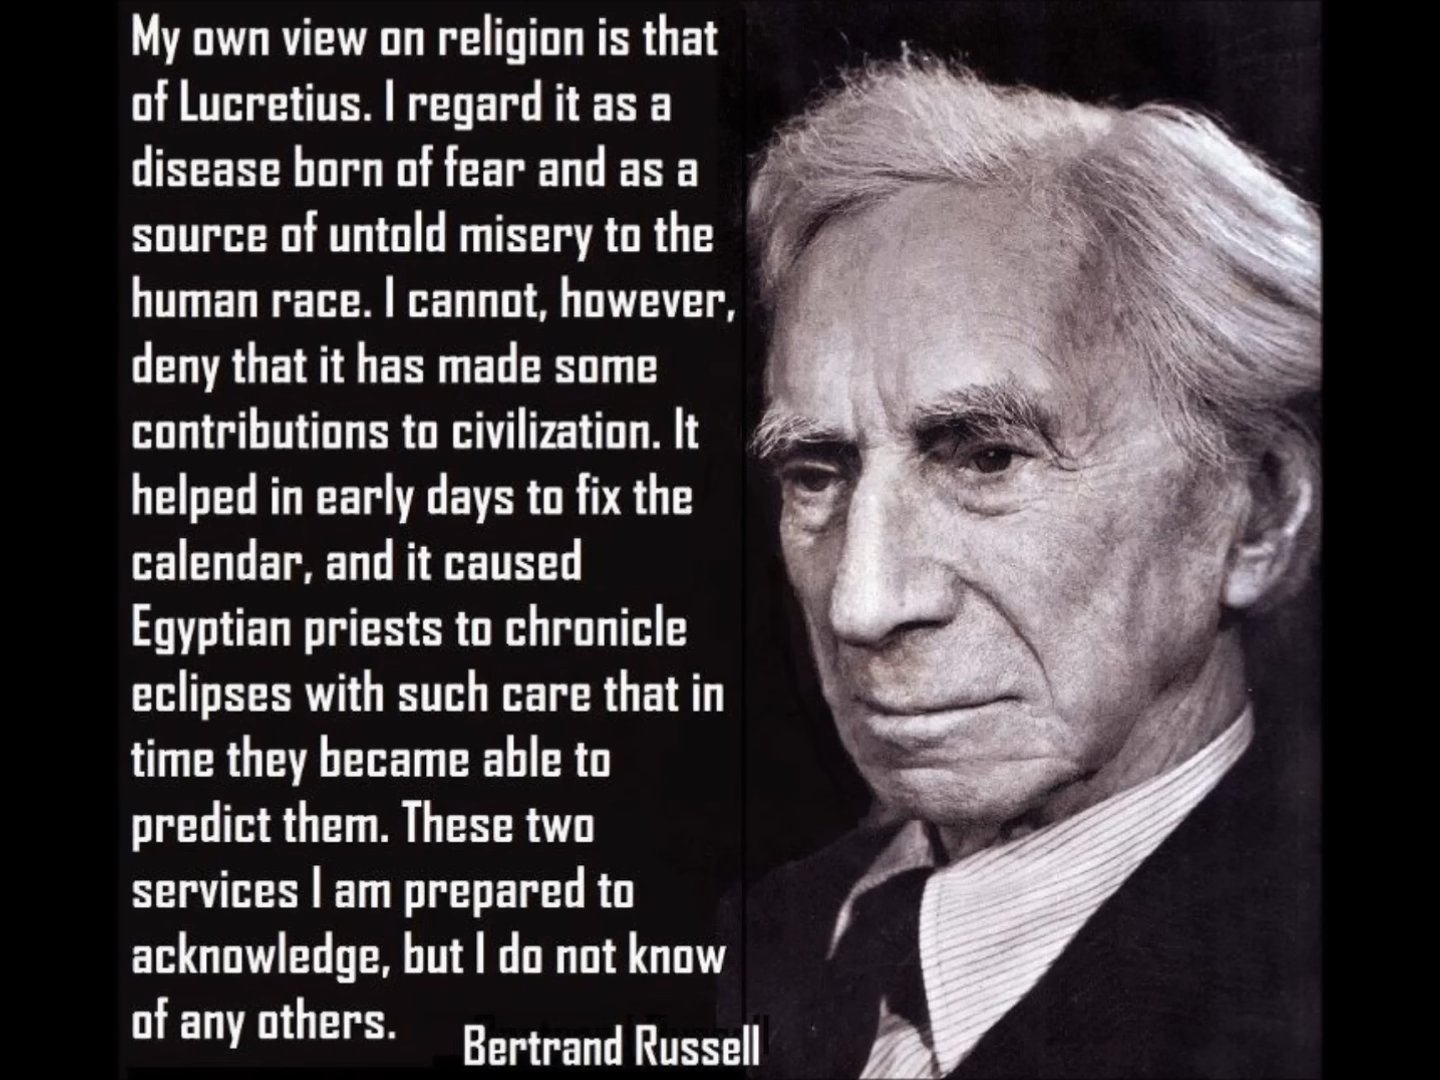 My own view on religion is that
of Lucretius. I regard it as a
disease born of fear and as a
source of untold misery to the
human race. I cannot, however,
deny that it has made some
contributions to civilization. It
helped in early days to fix the
calendar, and it caused
Egyptian priests to chronicle
eclipses with such care that in
time they became able to
predict them. These two
services I am prepared to
acknowledge, but I do not know
of any others.
Bertrand Russell